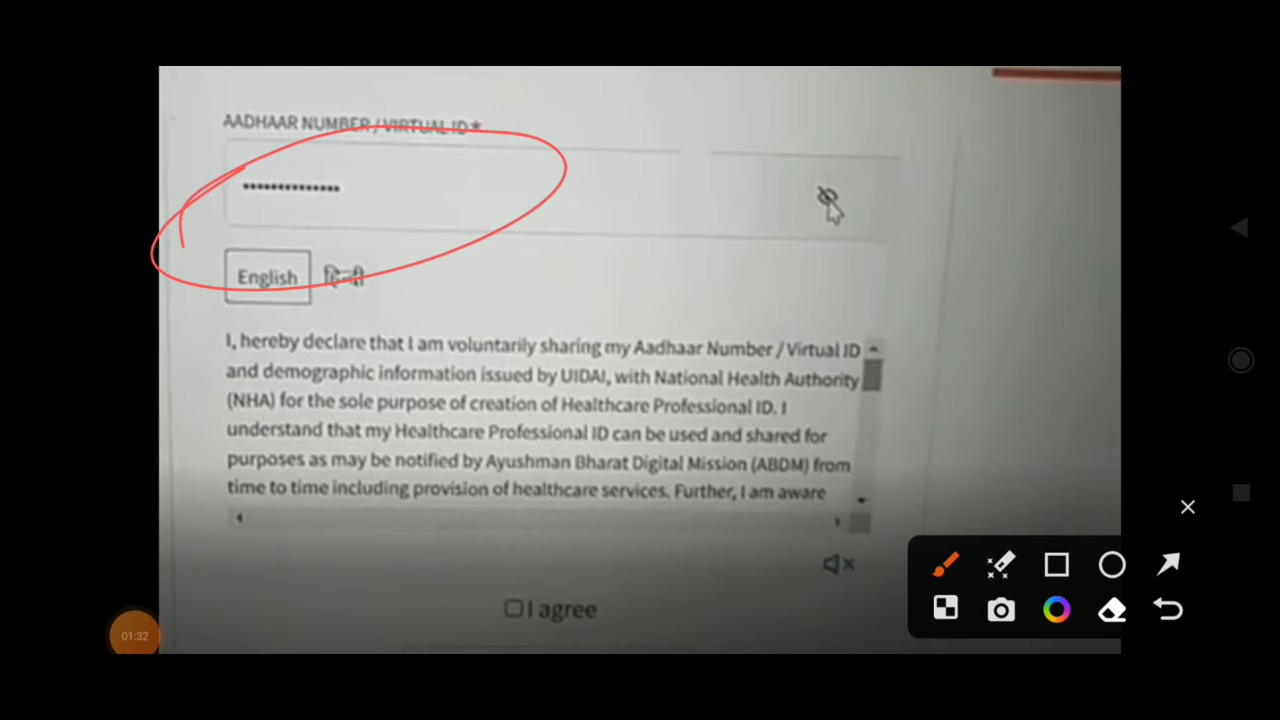 AADHAAR NUMBER / VIRTUAL ID*
••••••••••••••
English हिन्दी
I, hereby declare that I am voluntarily sharing my Aadhaar Number / Virtual ID
and demographic information issued by UIDAI, with National Health Authority
(NHA) for the sole purpose of creation of Healthcare Professional ID. I
understand that my Healthcare Professional ID can be used and shared for
purposes as may be notified by Ayushman Bharat Digital Mission (ABDM) from
time to time including provision of healthcare services. Further, I am aware
I agree
01:32